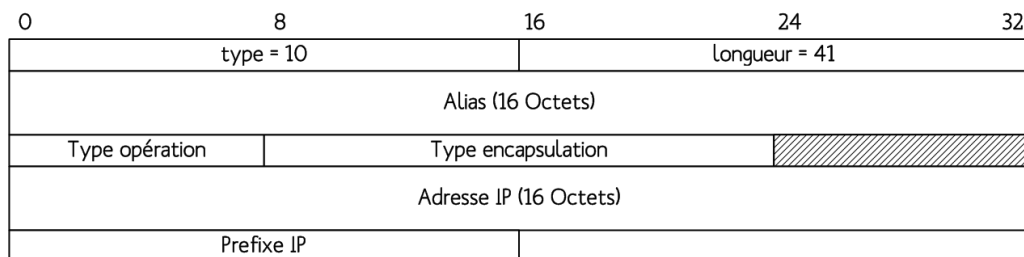 0 8 16 24 32
type = 10 longueur = 41
Alias (16 Octets)
Type opération Type encapsulation
Adresse IP (16 Octets)
Prefixe IP